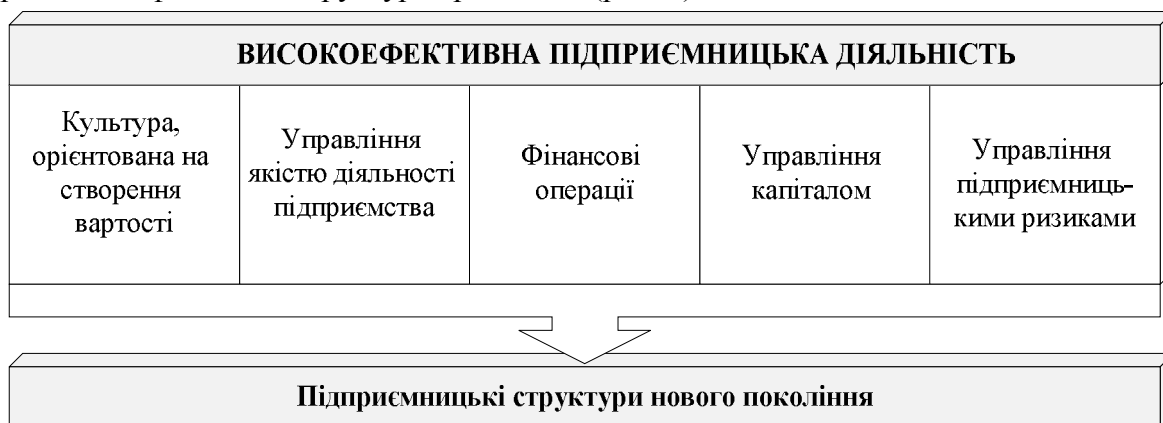 ВИСОКОЕФЕКТИВНА ПІДПРИЄМНИЦЬКА ДІЯЛЬНІСТЬ
Культура,
орієнтована на
створення
вартості
Управління
якістю діяльності
підприємства
Фінансові
операції
Управління
капіталом
Управління
підприємниць-
кими ризиками
Підприємницькі структури нового покоління